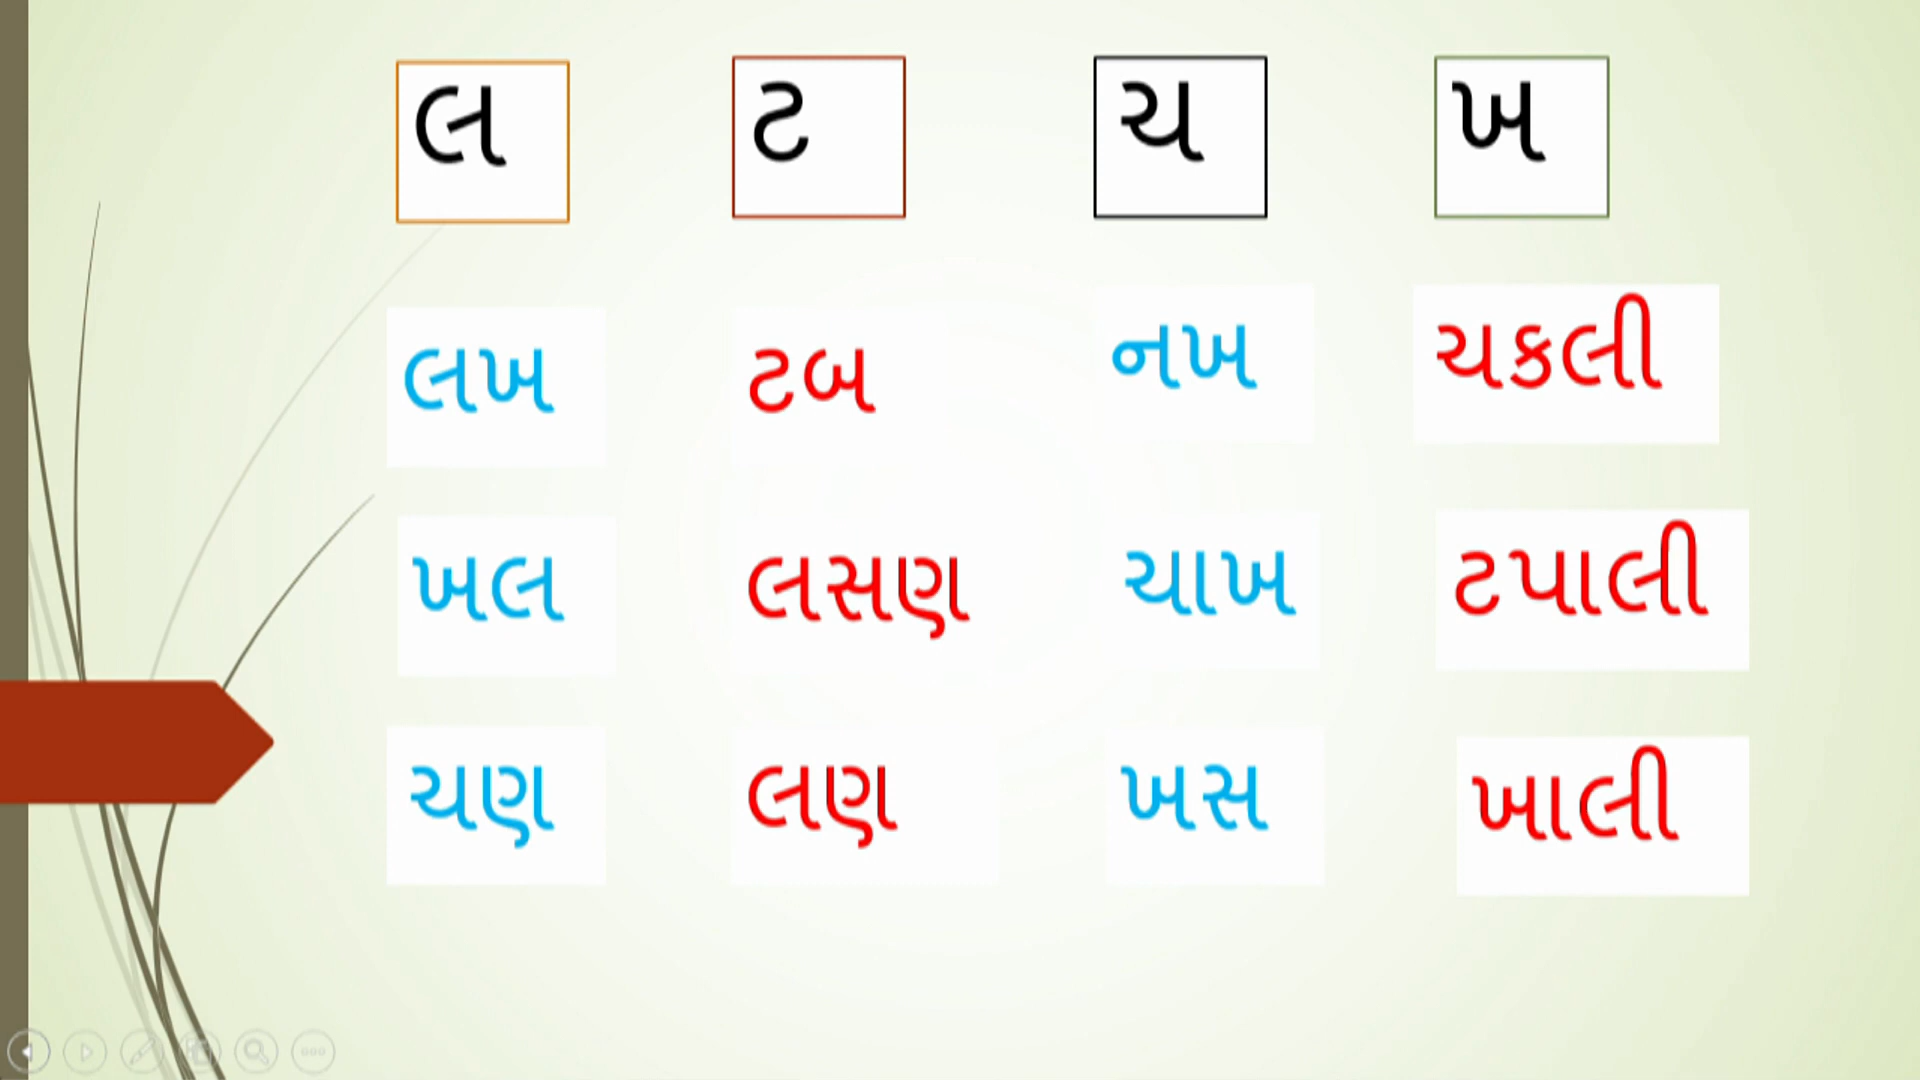 લ ટ ચ ખ
લખ ટબ નખ ચકલી
ખલ લસણ ચાખ ટપાલી
ચણ લણ ખસ ખાલી